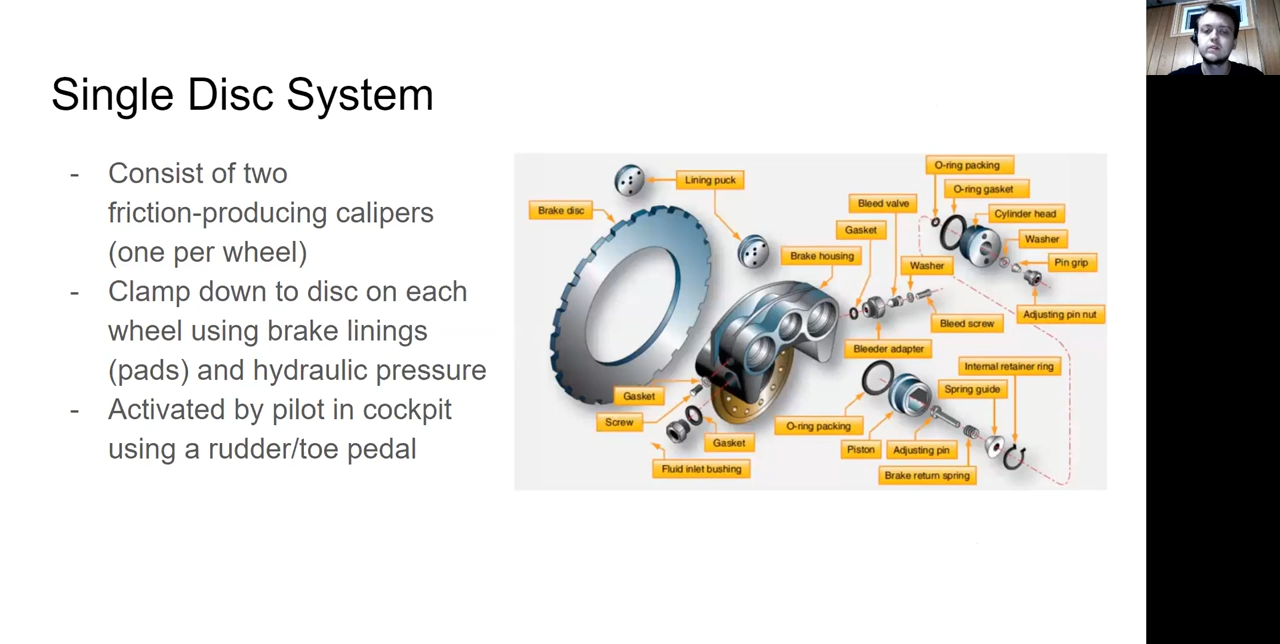 Single Disc System
- Consist of two
friction-producing calipers
(one per wheel)
- Clamp down to disc on each
wheel using brake linings
(pads) and hydraulic pressure
- Activated by pilot in cockpit
using a rudder/toe pedal
O-ring packing
Lining puck
O-ring gasket
Bleed valve
Brake disc
Cylinder head
Gasket
Washer
Brake housing
Pin grip
Washer
Adjusting pin nut
Bleed screw
Bleeder adapter
Internal retainer ring
Spring guide
Gasket
Screw
O-ring packing
Gasket
Piston
Adjusting pin
Fluid inlet bushing
Brake return spring